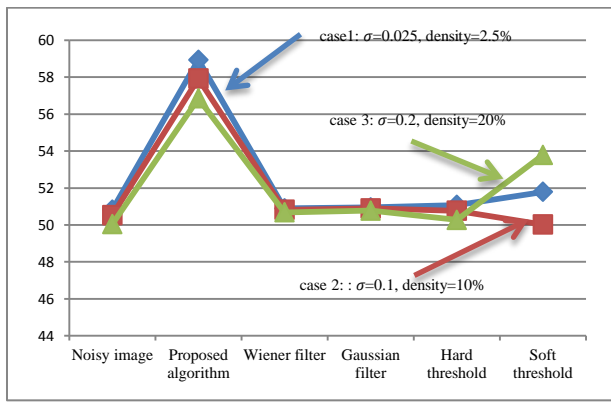 60
58
56
54
52
50
48
46
44
case1: σ=0.025, density=2.5%
case 3: σ=0.2, density=20%
case 2: : σ=0.1, density=10%
Noisy image
Proposed
algorithm
Wiener filter
Gaussian
filter
Hard
threshold
Soft
threshold